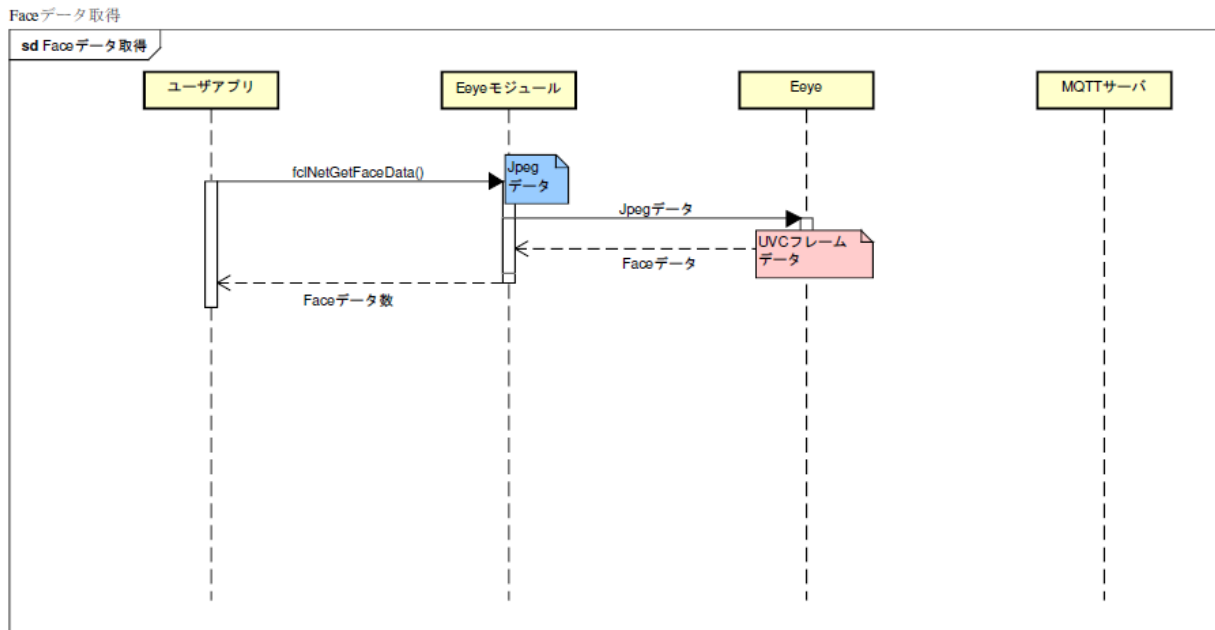 Faceデータ取得
sd Faceデータ取得
ユーザアプリ
Eeyeモジュール
Eeye
MQTTサーバ
fclNetGetFaceData()
Jpeg
データ
Jpegデータ
UVCフレーム
データ
Faceデータ
Faceデータ数